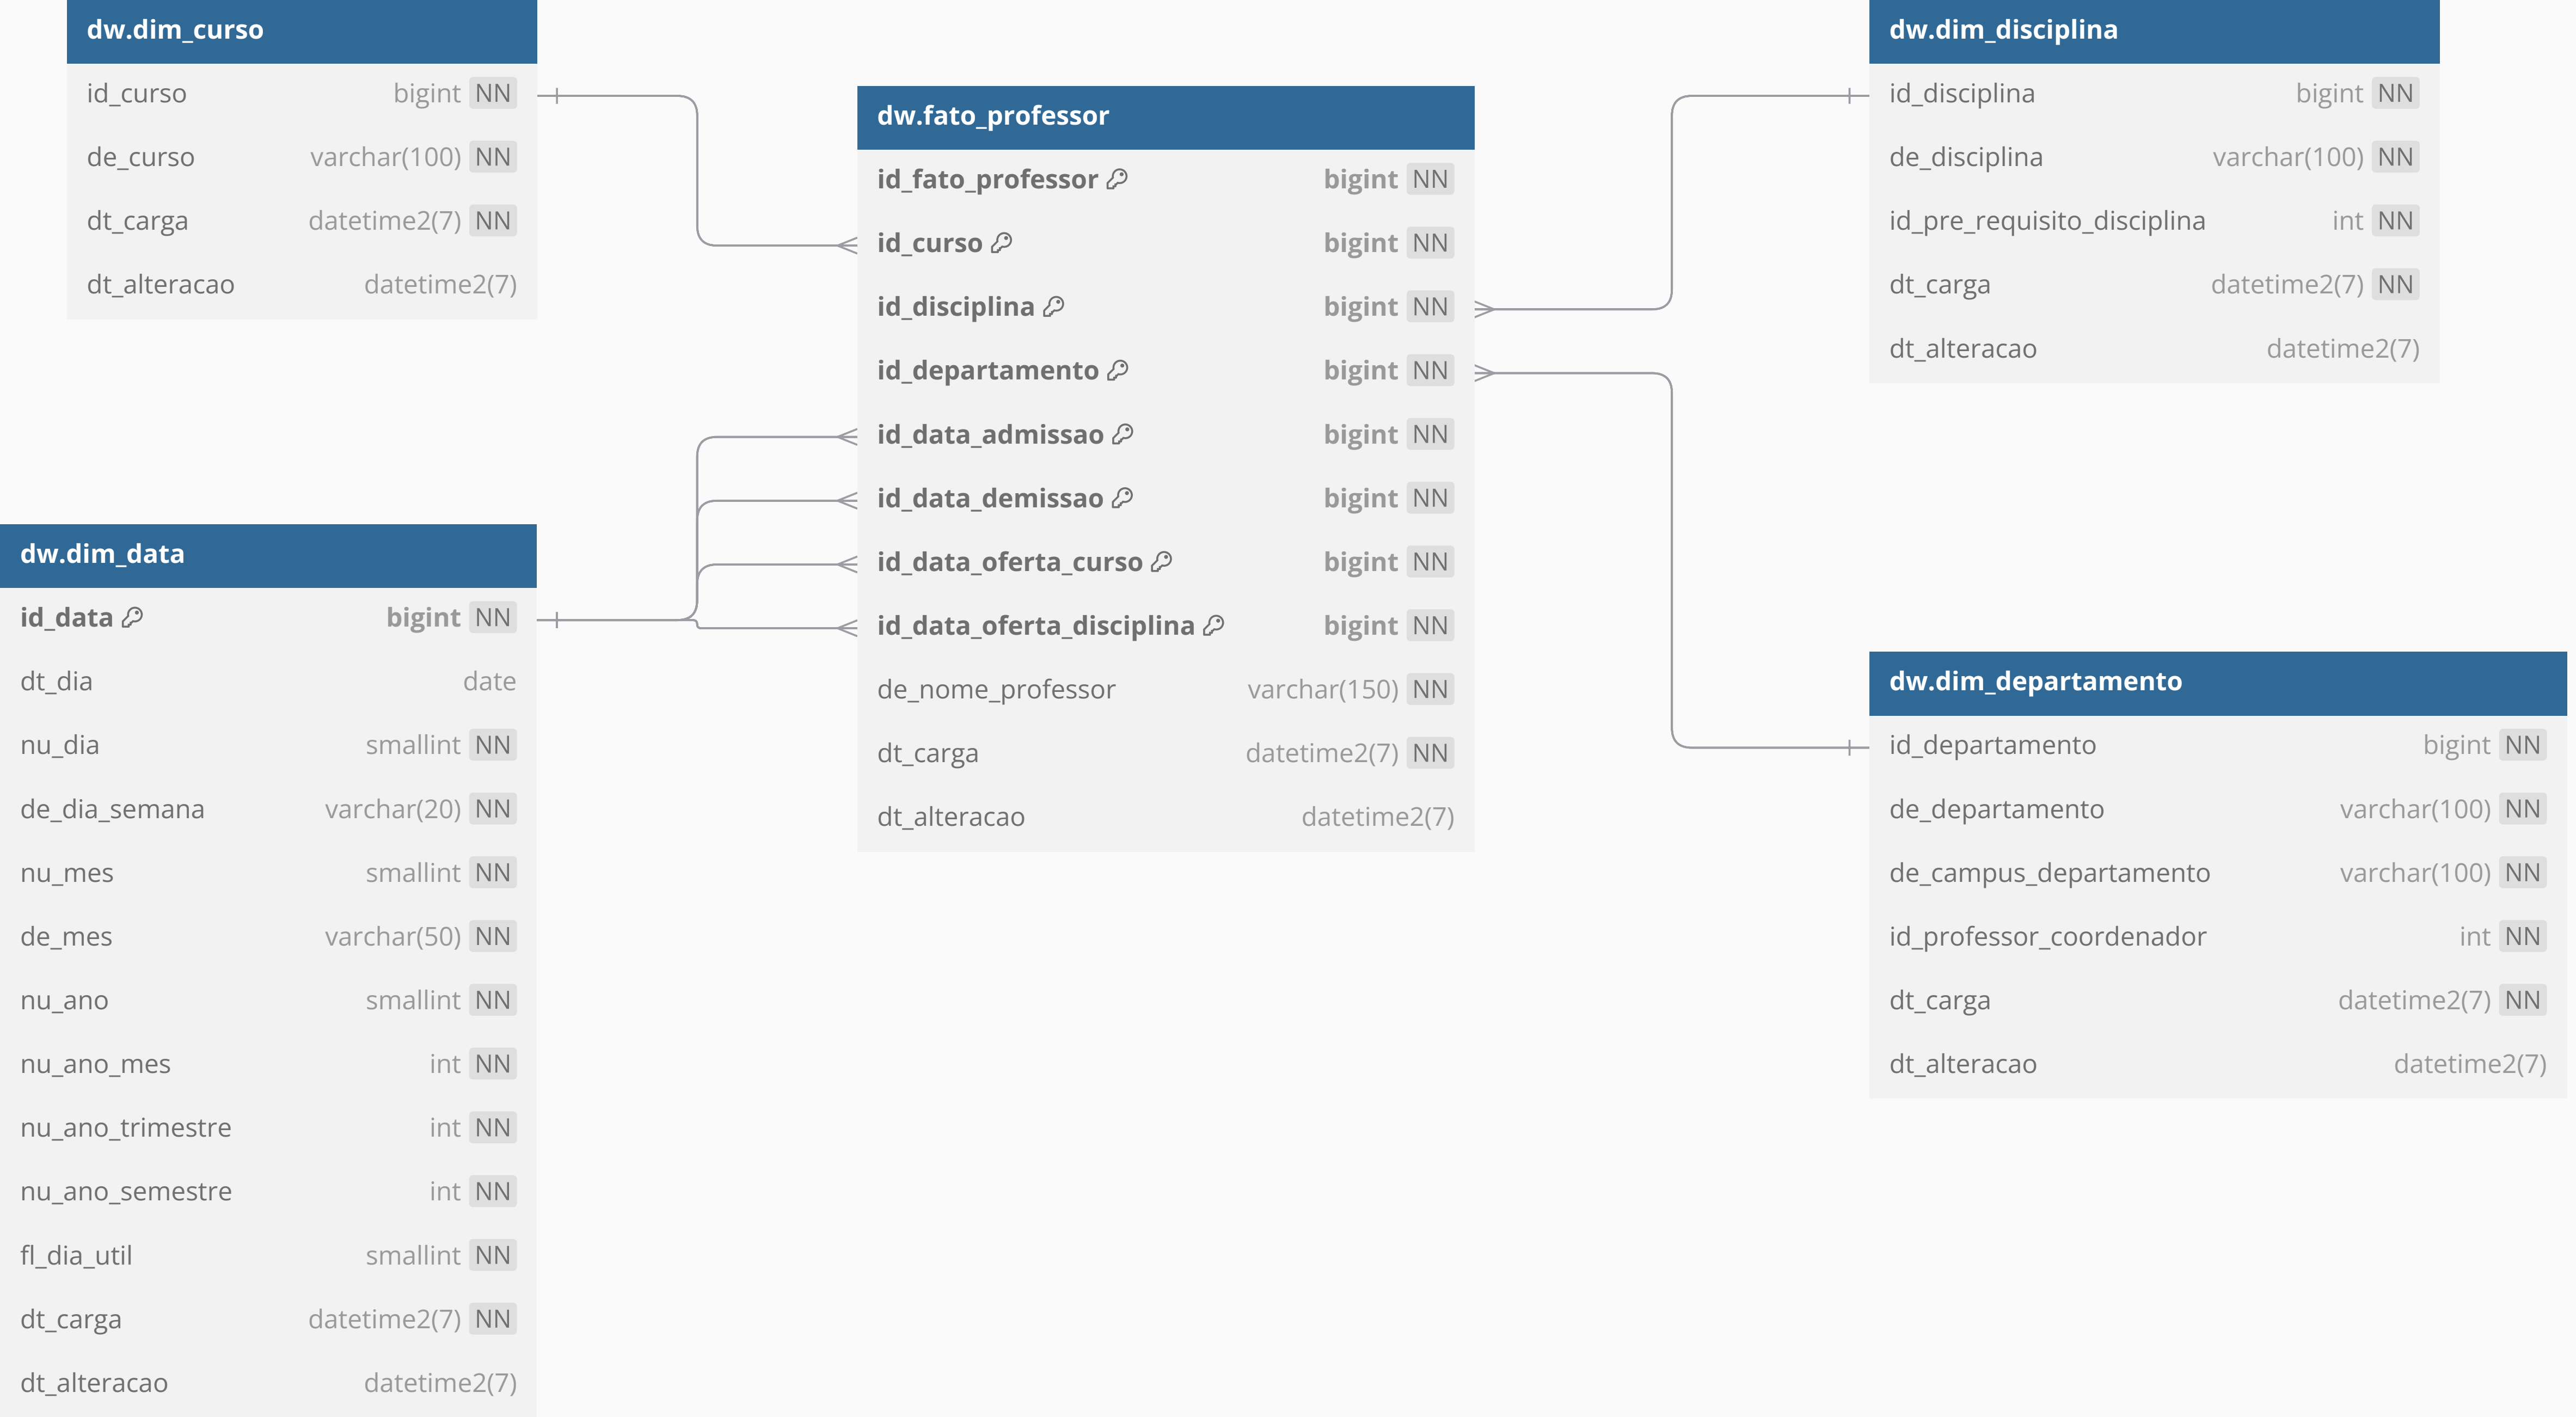 dw.dim_curso
id_curso bigint NN
de_curso varchar(100) NN
dt_carga datetime2(7) NN
dt_alteracao datetime2(7)
dw.fato_professor
id_fato_professor bigint NN
id_curso bigint NN
id_disciplina bigint NN
id_departamento bigint NN
id_data_admissao bigint NN
id_data_demissao bigint NN
id_data_oferta_curso bigint NN
id_data_oferta_disciplina bigint NN
de_nome_professor varchar(150) NN
dt_carga datetime2(7) NN
dt_alteracao datetime2(7)
dw.dim_disciplina
id_disciplina bigint NN
de_disciplina varchar(100) NN
id_pre_requisito_disciplina int NN
dt_carga datetime2(7) NN
dt_alteracao datetime2(7)
dw.dim_data
id_data bigint NN
dt_dia date
nu_dia smallint NN
de_dia_semana varchar(20) NN
nu_mes smallint NN
de_mes varchar(50) NN
nu_ano smallint NN
nu_ano_mes int NN
nu_ano_trimestre int NN
nu_ano_semestre int NN
fl_dia_util smallint NN
dt_carga datetime2(7) NN
dt_alteracao datetime2(7)
dw.dim_departamento
id_departamento bigint NN
de_departamento varchar(100) NN
de_campus_departamento varchar(100) NN
id_professor_coordenador int NN
dt_carga datetime2(7) NN
dt_alteracao datetime2(7)